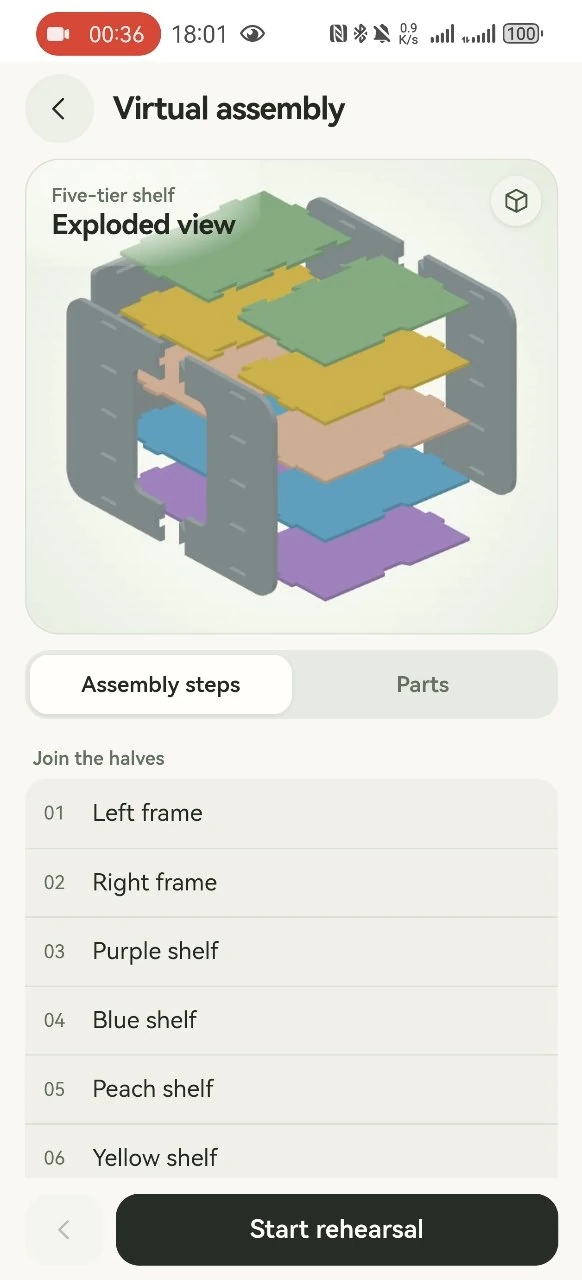 00:36 18:01 0.9 K/s 100
Virtual assembly
Five-tier shelf
Exploded view
Assembly steps
Parts
Join the halves
01 Left frame
02 Right frame
03 Purple shelf
04 Blue shelf
05 Peach shelf
06 Yellow shelf
Start rehearsal